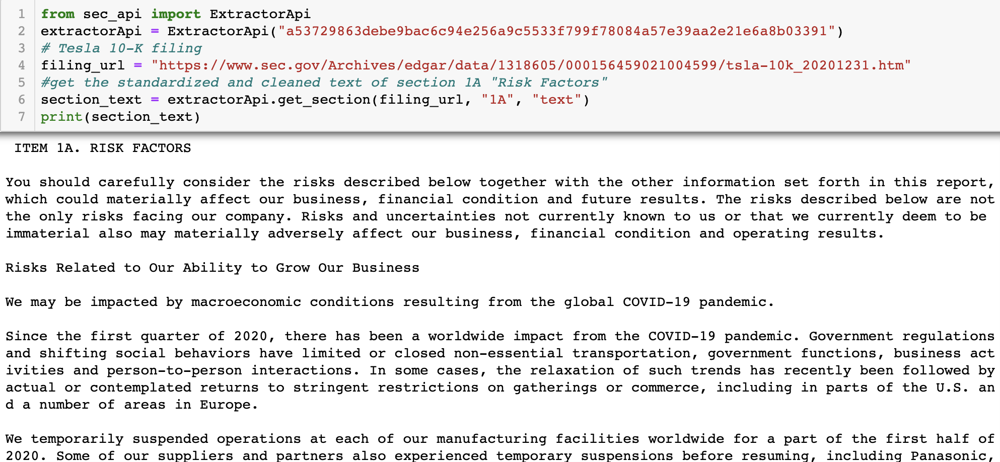 1 from sec_api import ExtractorApi
2 extractorApi = ExtractorApi("a53729863debe9bac6c94e256a9c5533f799f78084a57e39aa2e21e6a8b03391")
3 # Tesla 10-K filing
4 filing_url = "https://www.sec.gov/Archives/edgar/data/1318605/000156459021004599/tsla-10k_20201231.htm"
5 #get the standardized and cleaned text of section 1A "Risk Factors"
6 section_text = extractorApi.get_section(filing_url, "1A", "text")
7 print(section_text)
ITEM 1A. RISK FACTORS
You should carefully consider the risks described below together with the other information set forth in this report,
which could materially affect our business, financial condition and future results. The risks described below are not
the only risks facing our company. Risks and uncertainties not currently known to us or that we currently deem to be
immaterial also may materially adversely affect our business, financial condition and operating results.
Risks Related to Our Ability to Grow Our Business
We may be impacted by macroeconomic conditions resulting from the global COVID-19 pandemic.
Since the first quarter of 2020, there has been a worldwide impact from the COVID-19 pandemic. Government regulations
and shifting social behaviors have limited or closed non-essential transportation, government functions, business act
ivities and person-to-person interactions. In some cases, the relaxation of such trends has recently been followed by
actual or contemplated returns to stringent restrictions on gatherings or commerce, including in parts of the U.S. an
d a number of areas in Europe.
We temporarily suspended operations at each of our manufacturing facilities worldwide for a part of the first half of
2020. Some of our suppliers and partners also experienced temporary suspensions before resuming, including Panasonic,